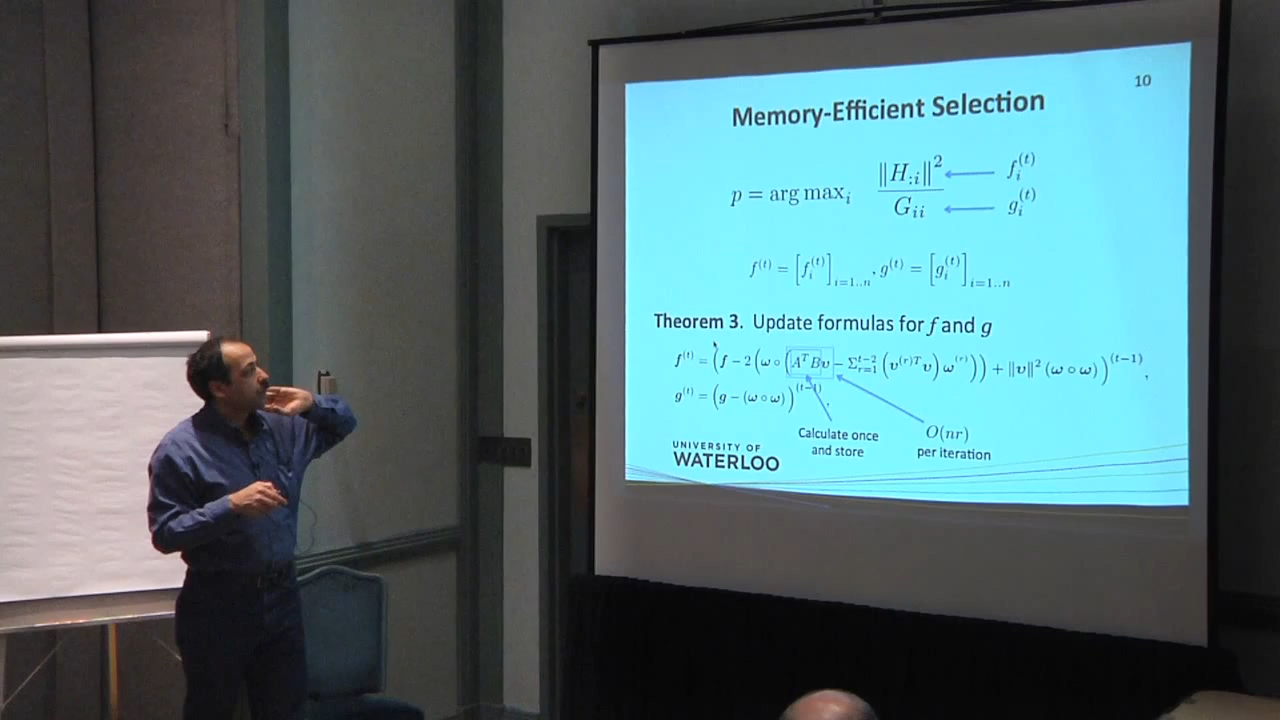 10
Memory-Efficient Selection
p = arg max_i ‖H_{:i}‖² / G_{ii} ← f_i^{(t)} ← g_i^{(t)}
f^{(t)} = [f_i^{(t)}]_{i=1..n}, g^{(t)} = [g_i^{(t)}]_{i=1..n}
Theorem 3. Update formulas for f and g
f^{(t)} = (f − 2(ω ∘ (A^T Bυ − Σ_{r=1}^{t−2} (υ^{(r)T} υ) ω^{(r)})) + ‖υ‖² (ω ∘ ω))^{(t−1)},
g^{(t)} = (g − (ω ∘ ω))^{(t−1)}.
Calculate once
and store
O(nr)
per iteration
UNIVERSITY OF
WATERLOO